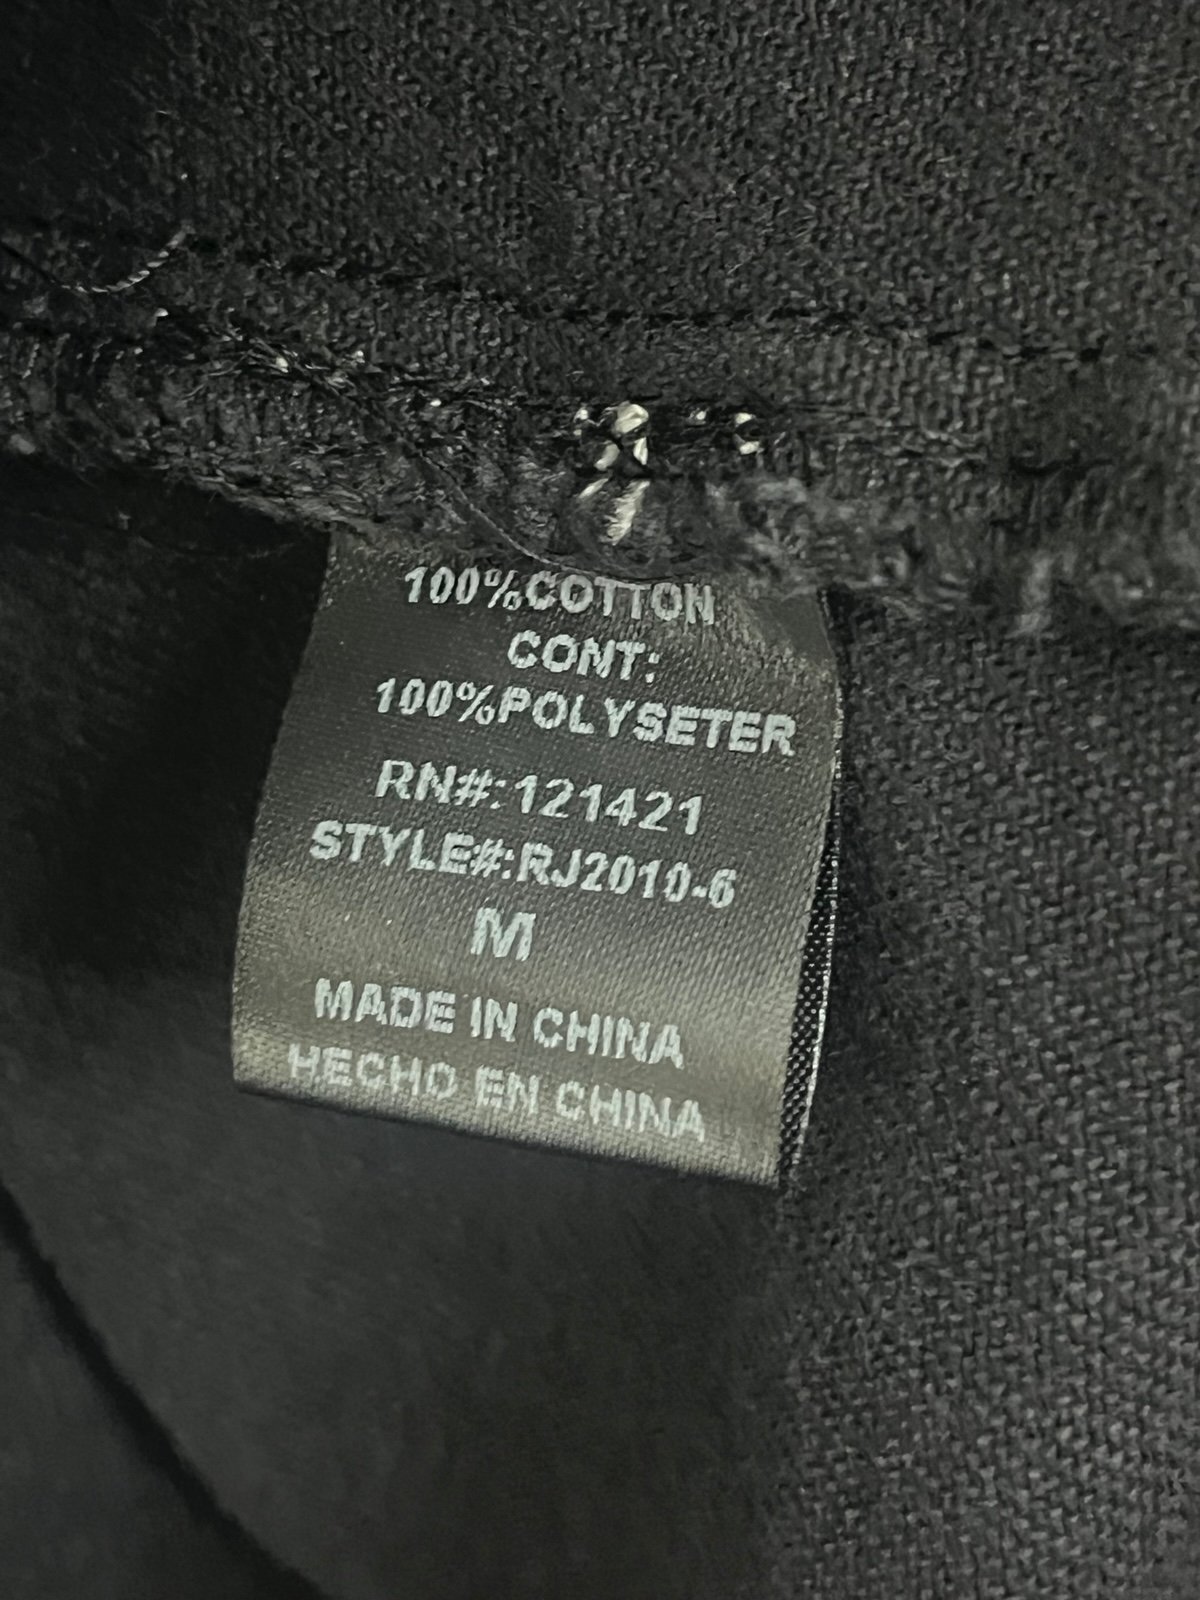 100%COTTON
CONT:
100%POLYSETER
RN#:121421
STYLE#:RJ2010-6
M
MADE IN CHINA
HECHO EN CHINA